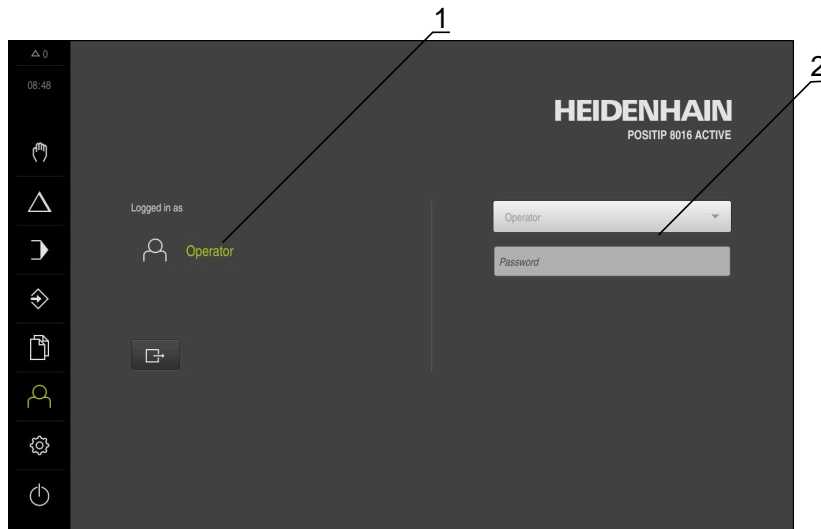 1
2
△ 0
08:48
HEIDENHAIN
POSITIP 8016 ACTIVE
Logged in as
Operator
Operator
Password